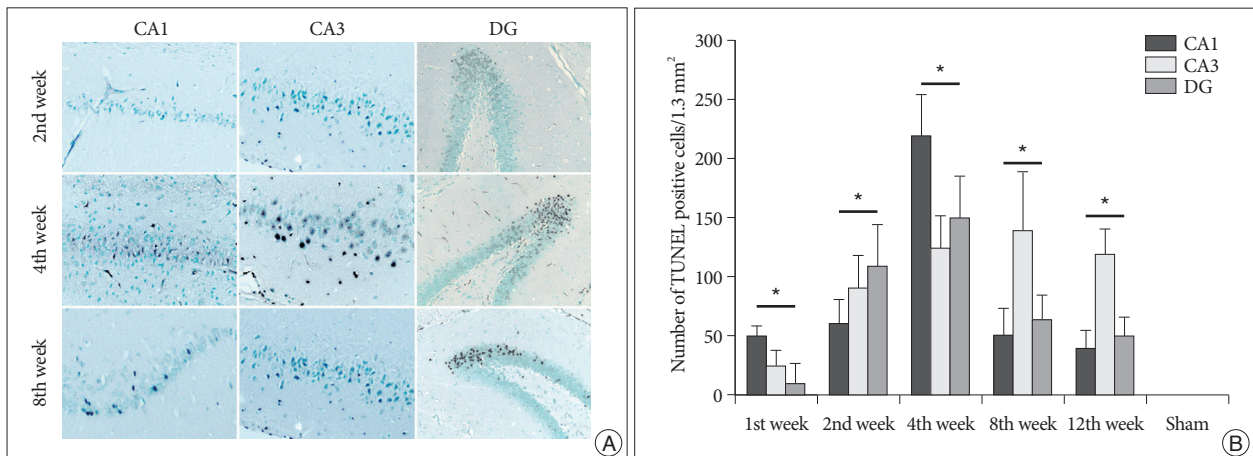 CA1 CA3 DG
2nd week
4th week
8th week
A
Number of TUNEL positive cells/1.3 mm²
300
250
200
150
100
50
0
CA1
CA3
DG
* * * * *
1st week 2nd week 4th week 8th week 12th week Sham
B